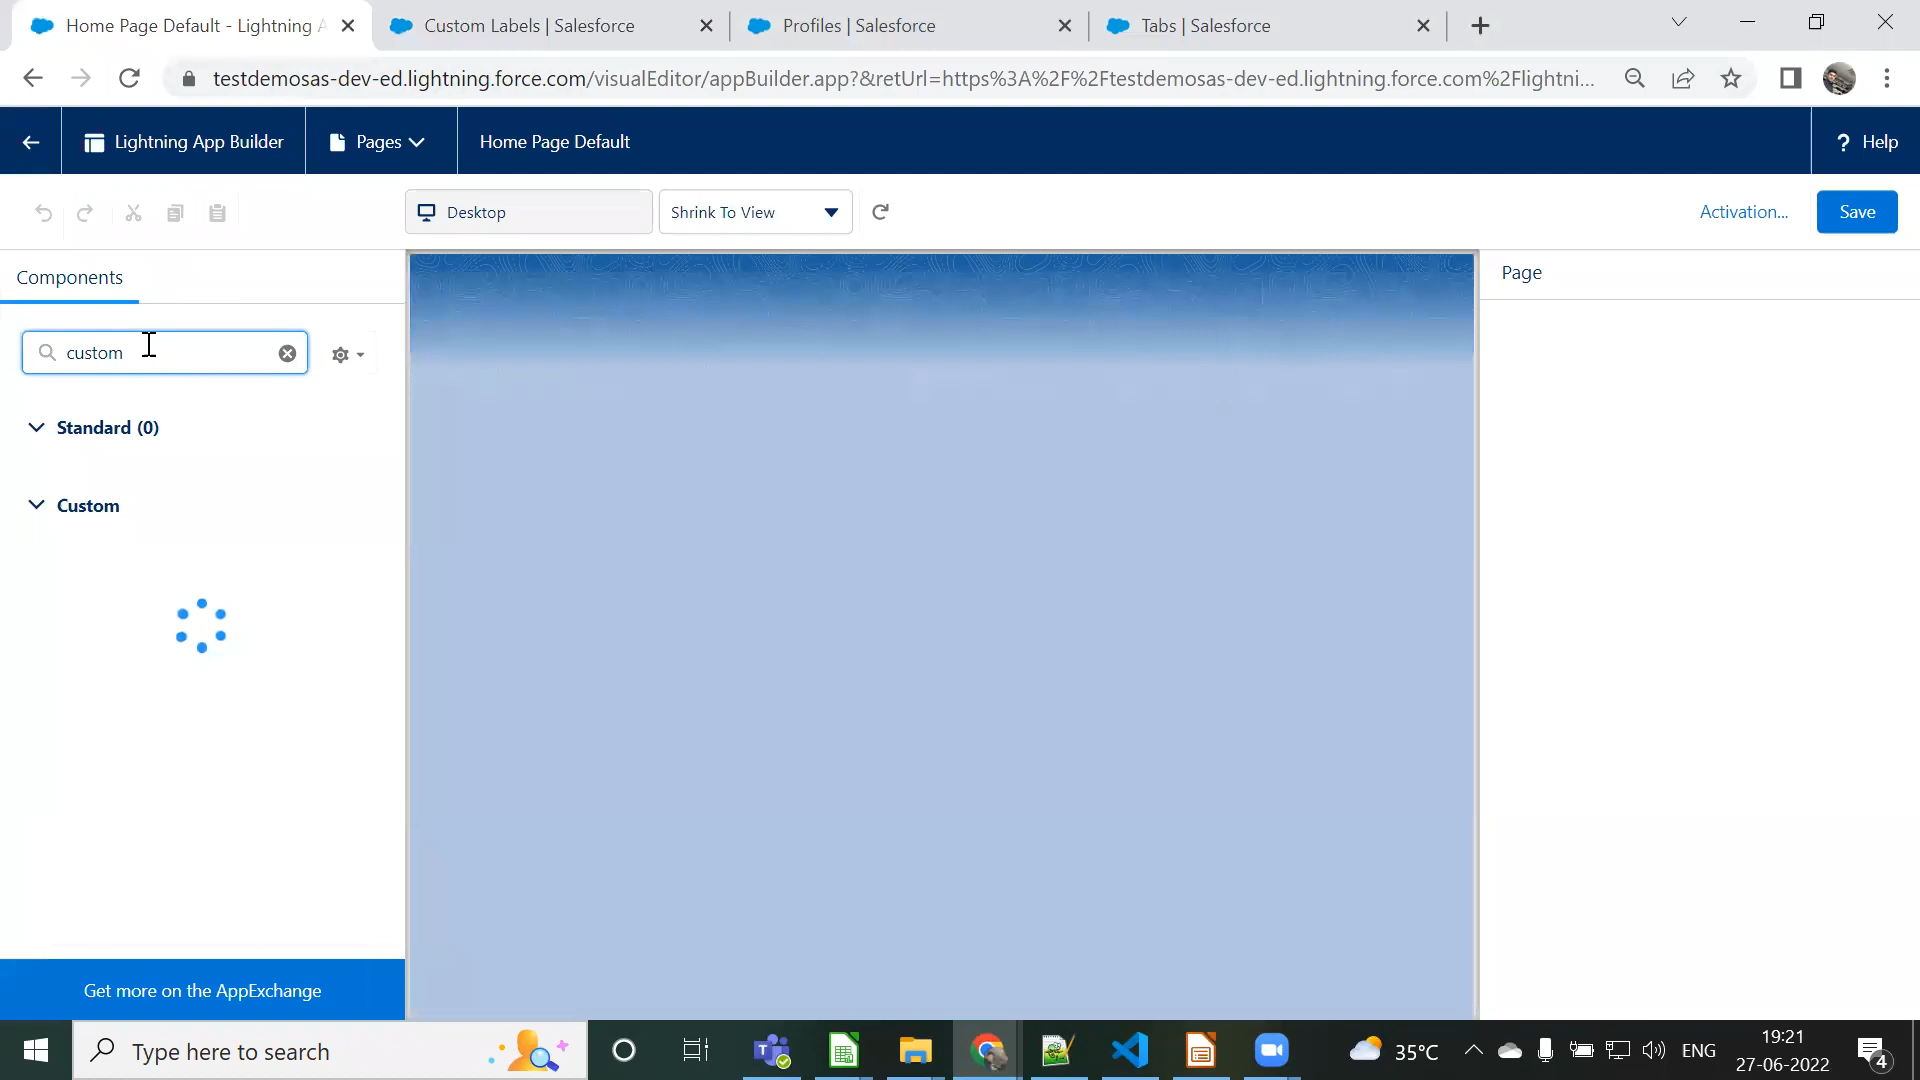 Home Page Default - Lightning A
Custom Labels | Salesforce
Profiles | Salesforce
Tabs | Salesforce
testdemosas-dev-ed.lightning.force.com/visualEditor/appBuilder.app?&retUrl=https%3A%2F%2Ftestdemosas-dev-ed.lightning.force.com%2Flightni...
Lightning App Builder
Pages
Home Page Default
? Help
Desktop
Shrink To View
Activation...
Save
Components
Page
custom
Standard (0)
Custom
Get more on the AppExchange
Type here to search
35°C
ENG
19:21
27-06-2022
4